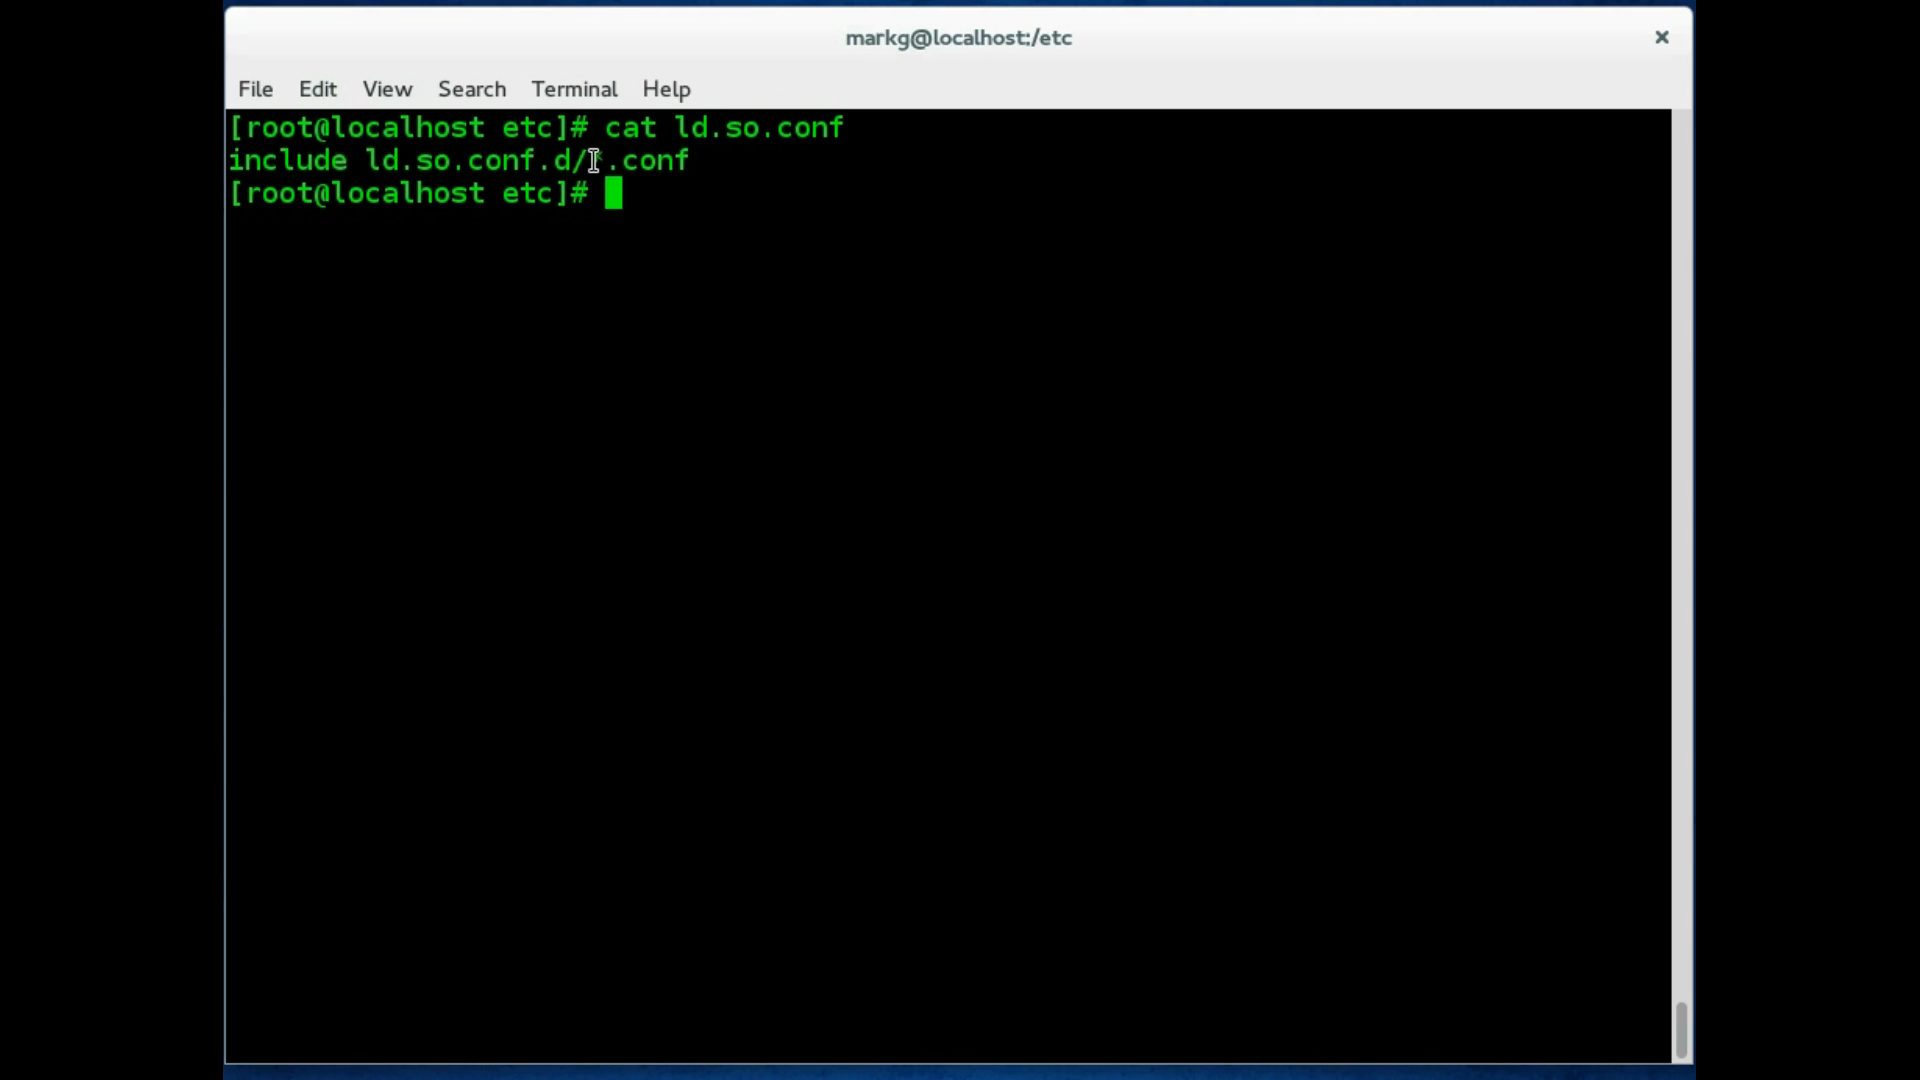 markg@localhost:/etc
File Edit View Search Terminal Help
[root@localhost etc]# cat ld.so.conf
include ld.so.conf.d/*.conf
[root@localhost etc]#